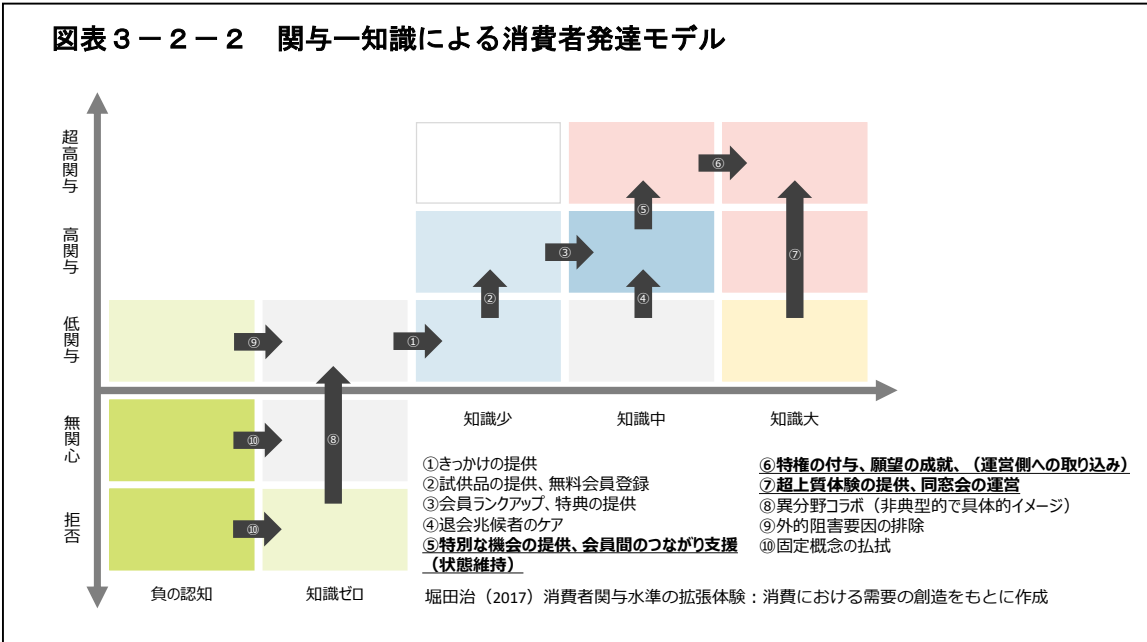 図表３－２－２　関与―知識による消費者発達モデル
超高関与
高関与
低関与
無関心
拒否
⑥
⑤
⑦
③
②
④
⑨
①
⑩
⑧
⑩
負の認知
知識ゼロ
知識少
知識中
知識大
①きっかけの提供
②試供品の提供、無料会員登録
③会員ランクアップ、特典の提供
④退会兆候者のケア
⑤特別な機会の提供、会員間のつながり支援
（状態維持）
⑥特権の付与、願望の成就、（運営側への取り込み）
⑦超上質体験の提供、同窓会の運営
⑧異分野コラボ（非典型的で具体的イメージ）
⑨外的阻害要因の排除
⑩固定概念の払拭
堀田治（2017）消費者関与水準の拡張体験：消費における需要の創造をもとに作成